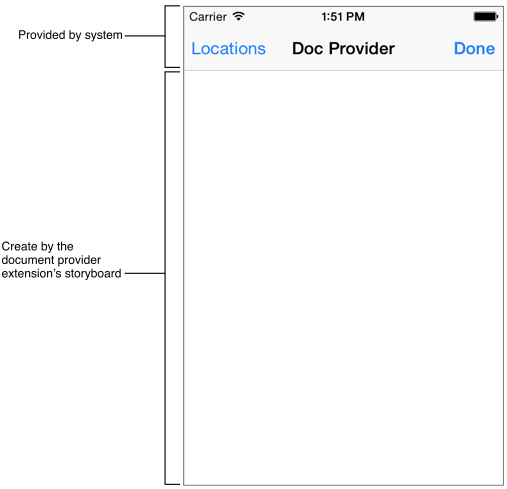 Carrier 1:51 PM
Provided by system
Locations Doc Provider Done
Create by the
document provider
extension's storyboard